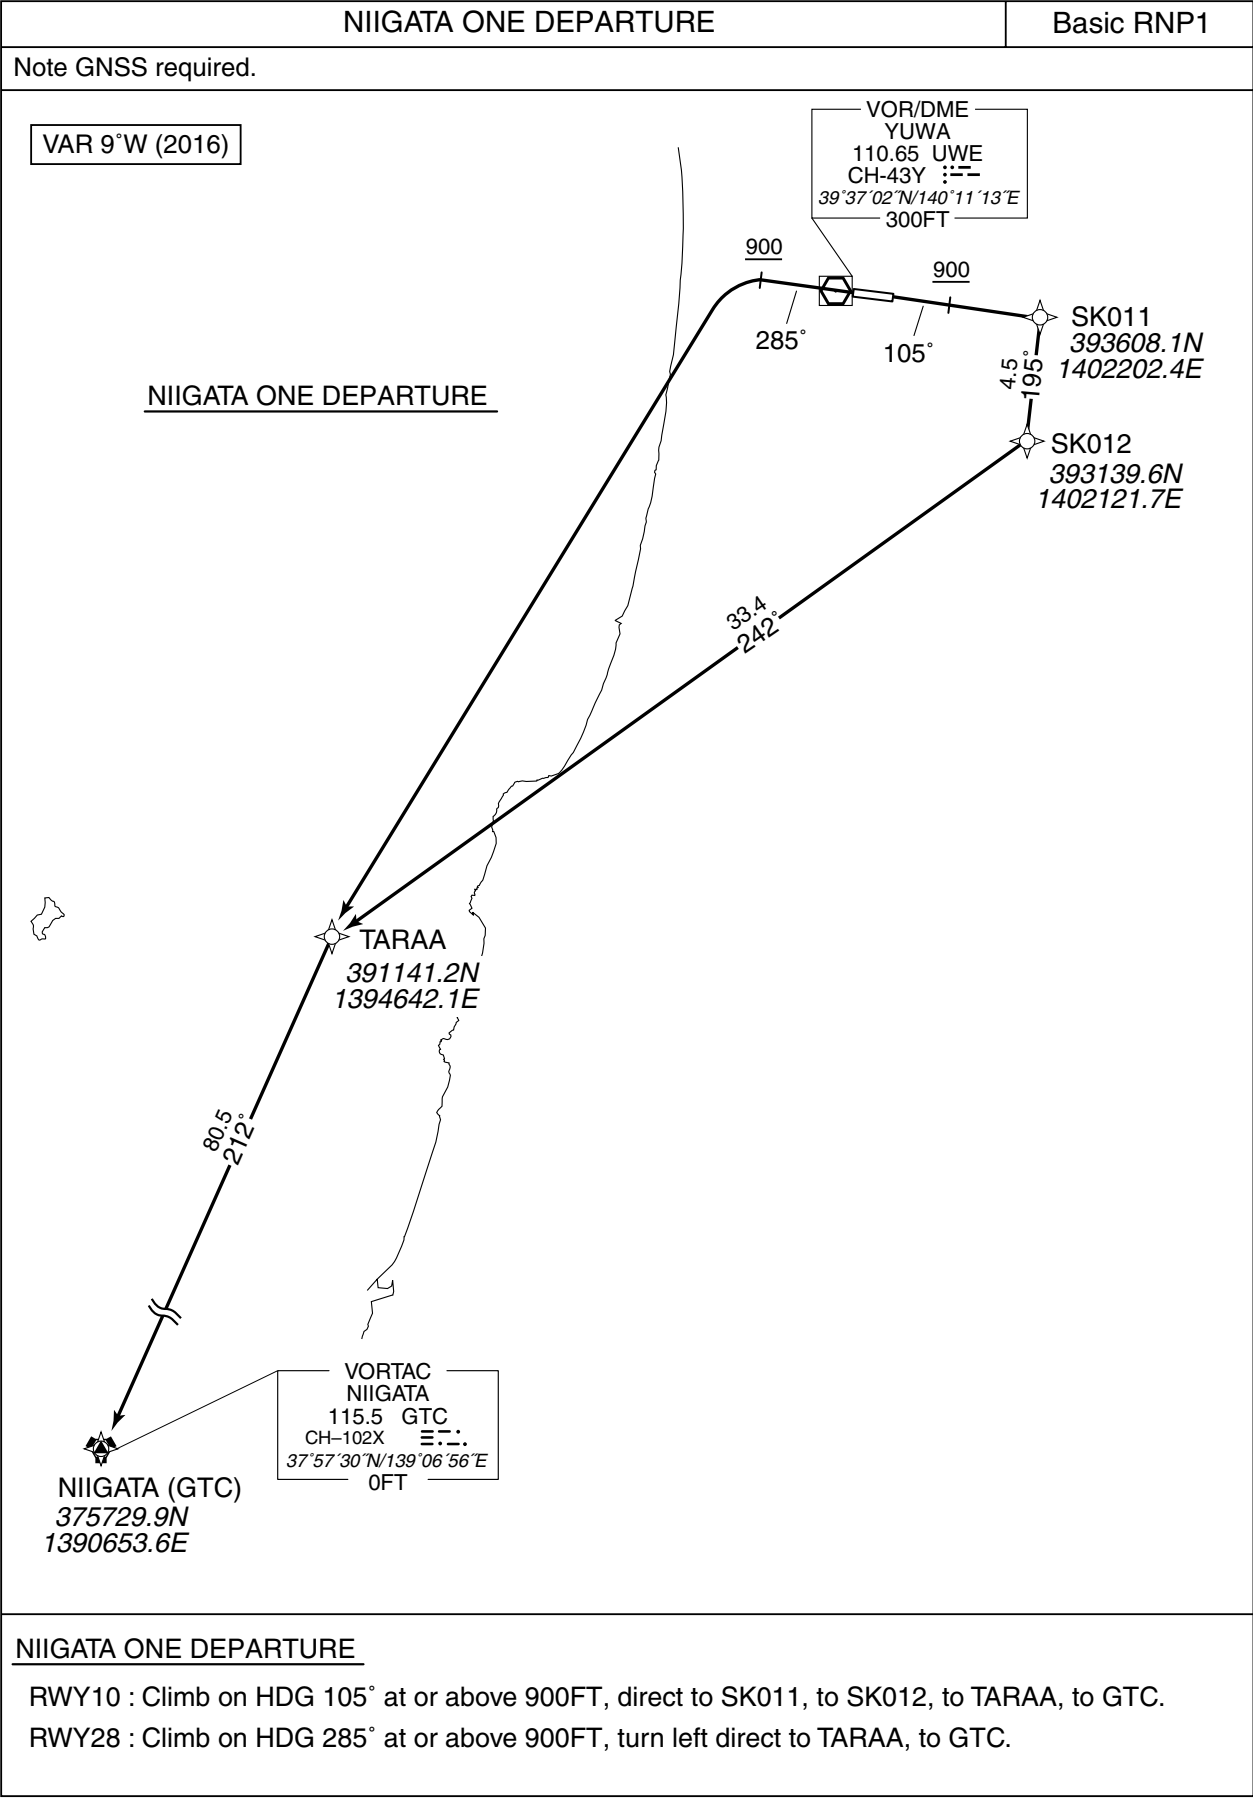 NIIGATA ONE DEPARTURE
Basic RNP1
Note GNSS required.
VAR 9˚W (2016)
VOR/DME
YUWA
110.65 UWE
CH-43Y
39˚37´02˝N/140˚11´13˝E
300FT
900
900
285˚
105˚
SK011
393608.1N
1402202.4E
4.5
195˚
NIIGATA ONE DEPARTURE
SK012
393139.6N
1402121.7E
33.4
242˚
TARAA
391141.2N
1394642.1E
80.5
212˚
VORTAC
NIIGATA
115.5 GTC
CH–102X
37˚57´30˝N/139˚06´56˝E
0FT
NIIGATA (GTC)
375729.9N
1390653.6E
NIIGATA ONE DEPARTURE
RWY10 : Climb on HDG 105˚ at or above 900FT, direct to SK011, to SK012, to TARAA, to GTC.
RWY28 : Climb on HDG 285˚ at or above 900FT, turn left direct to TARAA, to GTC.